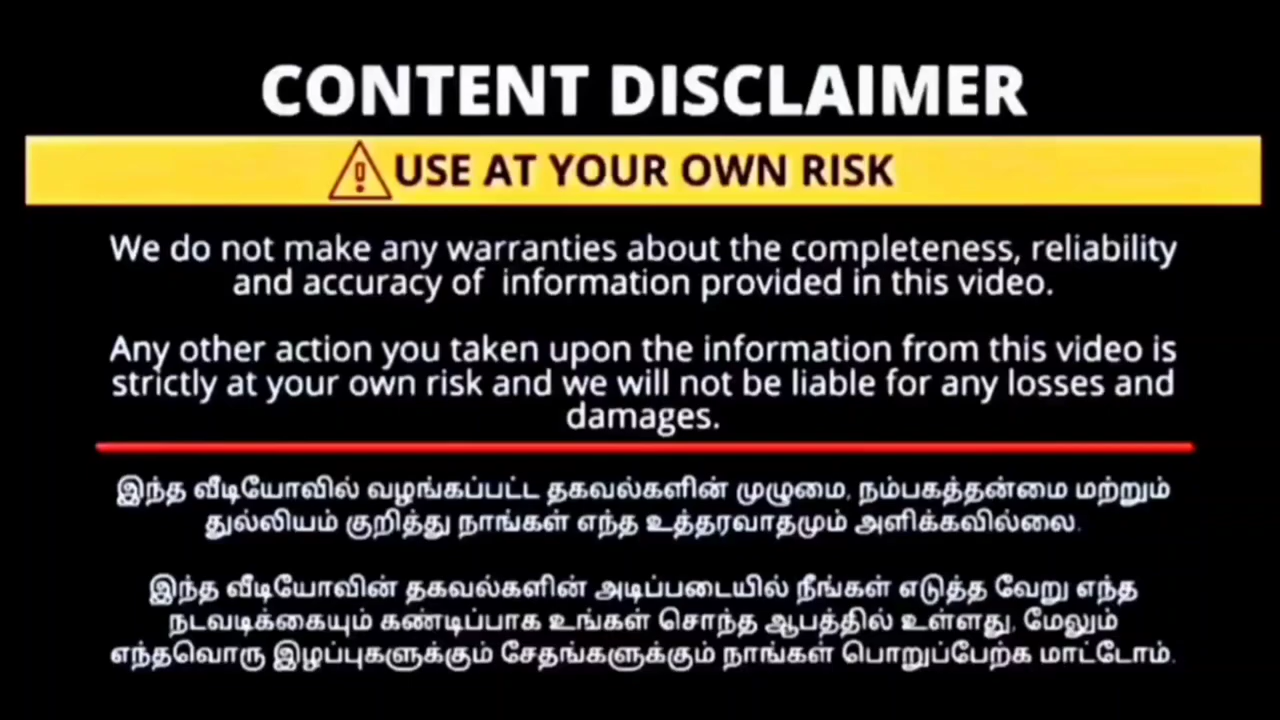 CONTENT DISCLAIMER
USE AT YOUR OWN RISK
We do not make any warranties about the completeness, reliability
and accuracy of information provided in this video.
Any other action you taken upon the information from this video is
strictly at your own risk and we will not be liable for any losses and
damages.
இந்த வீடியோவில் வழங்கப்பட்ட தகவல்களின் முழுமை, நம்பகத்தன்மை மற்றும்
துல்லியம் குறித்து நாங்கள் எந்த உத்தரவாதமும் அளிக்கவில்லை.
இந்த வீடியோவின் தகவல்களின் அடிப்படையில் நீங்கள் எடுத்த வேறு எந்த
நடவடிக்கையும் கண்டிப்பாக உங்கள் சொந்த ஆபத்தில் உள்ளது, மேலும்
எந்தவொரு இழப்புகளுக்கும் சேதங்களுக்கும் நாங்கள் பொறுப்பேற்க மாட்டோம்.